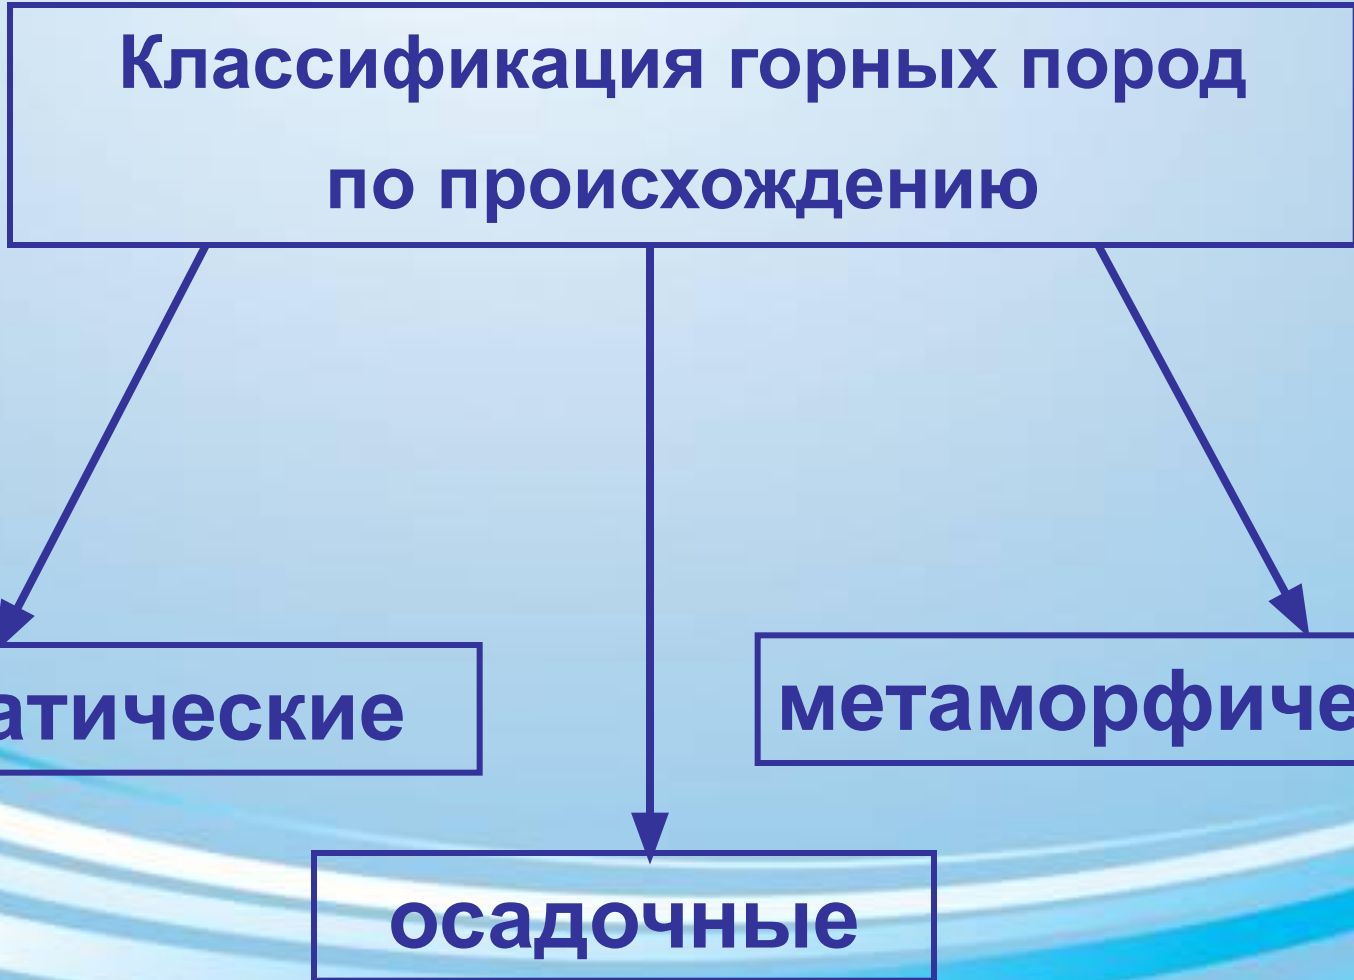 Классификация горных пород
по происхождению
атические
метаморфиче
осадочные